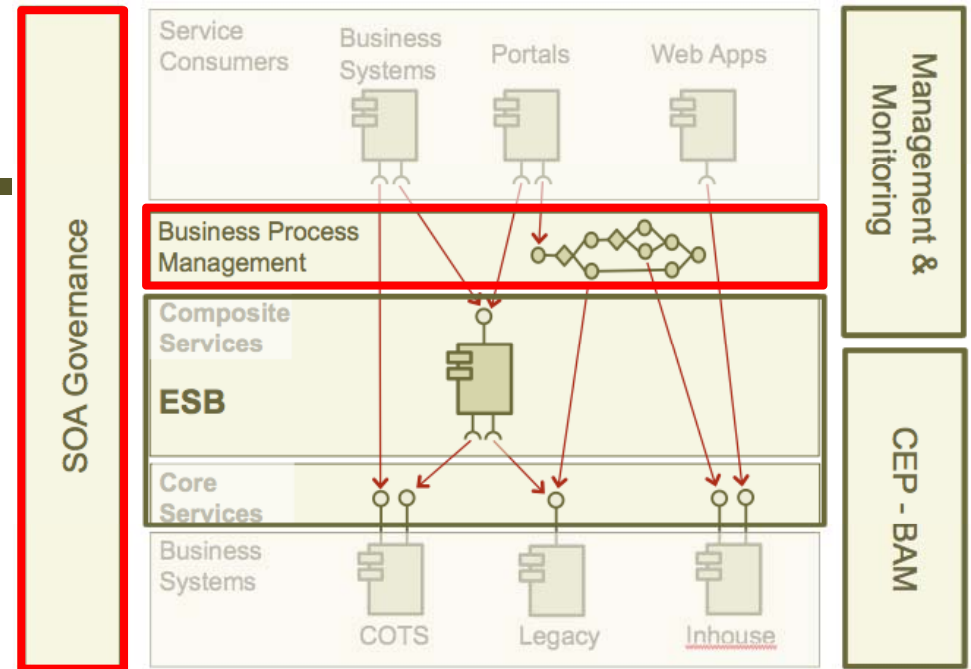 SOA Governance
Service
Consumers
Business
Systems
Portals
Web Apps
Business Process
Management
Composite
Services
ESB
Core
Services
Business
Systems
COTS
Legacy
Inhouse
Management &
Monitoring
CEP - BAM